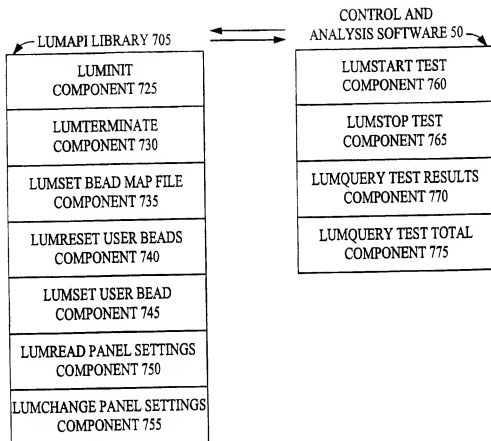 LUMAPI LIBRARY 705
LUMINIT
COMPONENT 725
LUMTERMINATE
COMPONENT 730
LUMSET BEAD MAP FILE
COMPONENT 735
LUMRESET USER BEADS
COMPONENT 740
LUMSET USER BEAD
COMPONENT 745
LUMREAD PANEL SETTINGS
COMPONENT 750
LUMCHANGE PANEL SETTINGS
COMPONENT 755
CONTROL AND
ANALYSIS SOFTWARE 50
LUMSTART TEST
COMPONENT 760
LUMSTOP TEST
COMPONENT 765
LUMQUERY TEST RESULTS
COMPONENT 770
LUMQUERY TEST TOTAL
COMPONENT 775